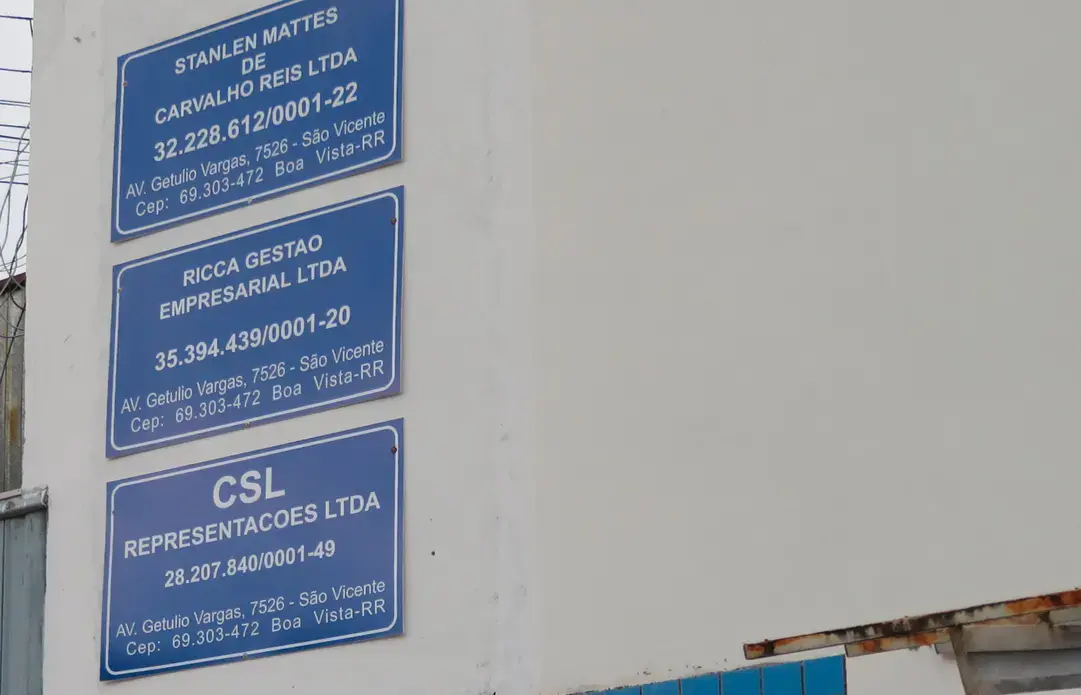 STANLEN MATTES
DE
CARVALHO REIS LTDA
32.228.612/0001-22
AV. Getulio Vargas, 7526 - São Vicente
Cep: 69.303-472 Boa Vista-RR
RICCA GESTAO
EMPRESARIAL LTDA
35.394.439/0001-20
AV. Getulio Vargas, 7526 - São Vicente
Cep: 69.303-472 Boa Vista-RR
CSL
REPRESENTACOES LTDA
28.207.840/0001-49
AV. Getulio Vargas, 7526 - São Vicente
Cep: 69.303-472 Boa Vista-RR